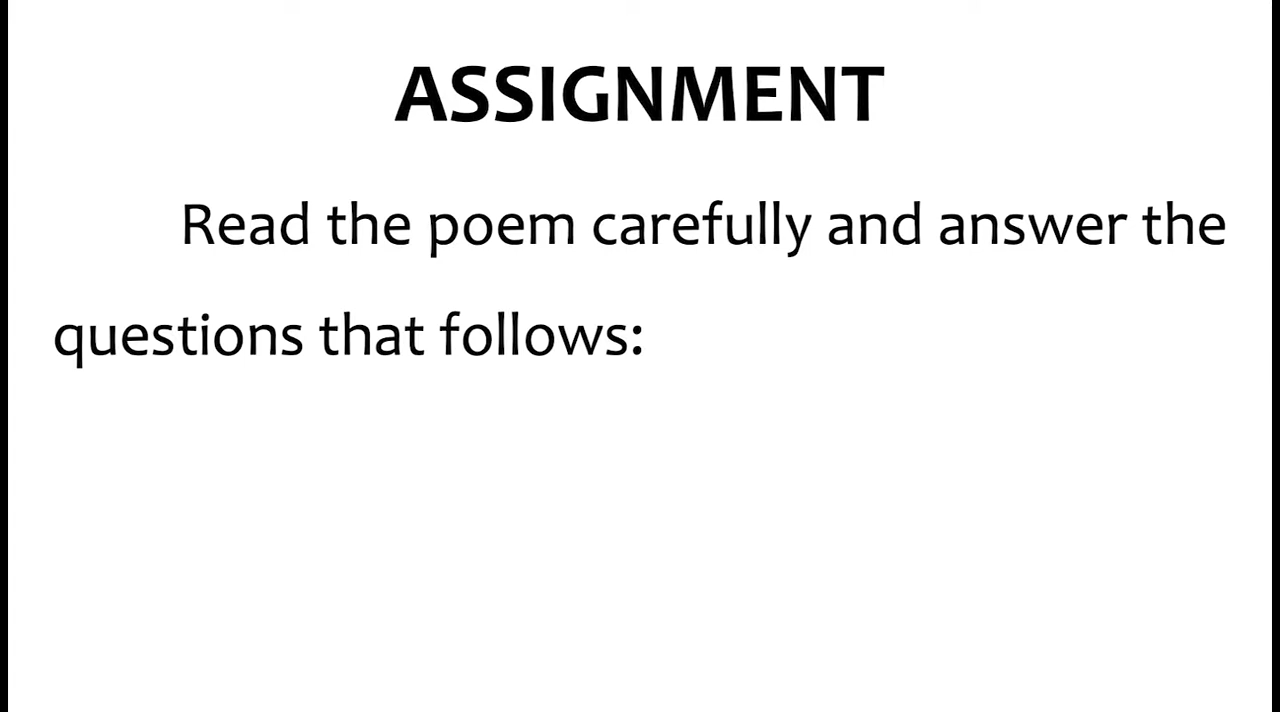 ASSIGNMENT
Read the poem carefully and answer the
questions that follows: